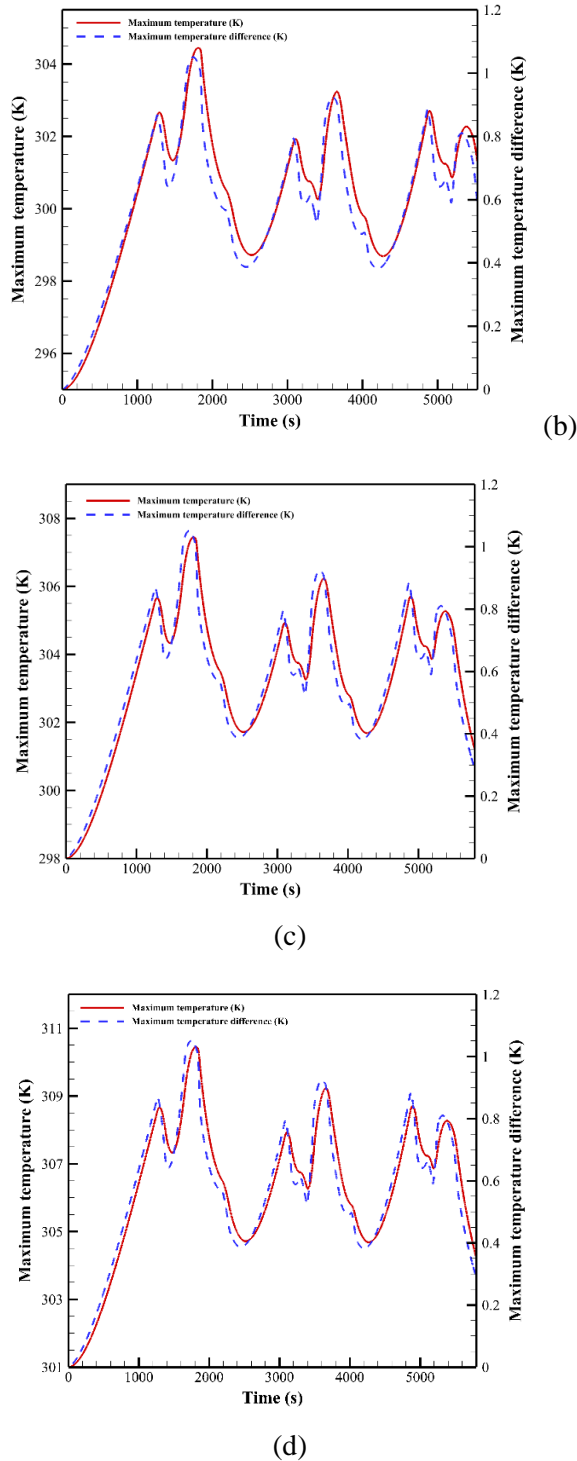 Maximum temperature (K)
Maximum temperature difference (K)
Maximum temperature (K)
304
302
300
298
296
1.2
1
0.8
0.6
0.4
0.2
0
Maximum temperature difference (K)
0 1000 2000 3000 4000 5000
Time (s)
(b)
Maximum temperature (K)
Maximum temperature difference (K)
Maximum temperature (K)
308
306
304
302
300
298
1.2
1
0.8
0.6
0.4
0.2
0
Maximum temperature difference (K)
0 1000 2000 3000 4000 5000
Time (s)
(c)
Maximum temperature (K)
Maximum temperature difference (K)
Maximum temperature (K)
311
309
307
305
303
301
1.2
1
0.8
0.6
0.4
0.2
0
Maximum temperature difference (K)
0 1000 2000 3000 4000 5000
Time (s)
(d)